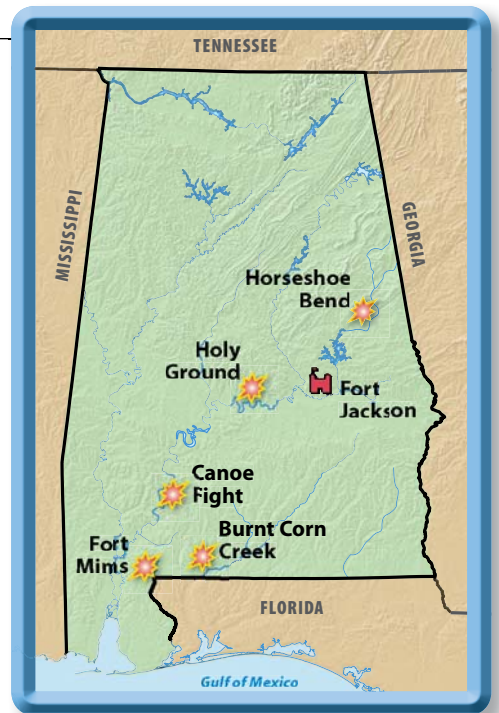 TENNESSEE
MISSISSIPPI
GEORGIA
Horseshoe
Bend
Holy
Ground
Fort
Jackson
Canoe
Fight
Burnt Corn
Creek
Fort
Mims
FLORIDA
Gulf of Mexico